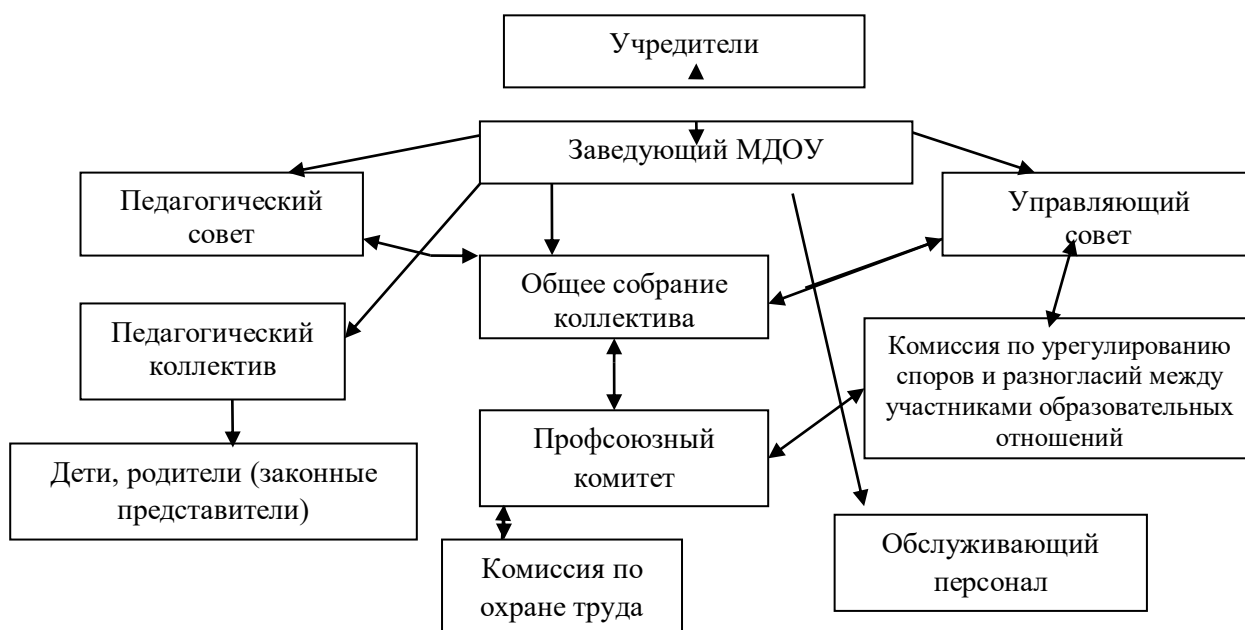 Учредители
Заведующий МДОУ
Педагогический
совет
Управляющий
совет
Общее собрание
коллектива
Педагогический
коллектив
Комиссия по урегулированию
споров и разногласий между
участниками образовательных
отношений
Профсоюзный
комитет
Дети, родители (законные
представители)
Обслуживающий
персонал
Комиссия по
охране труда